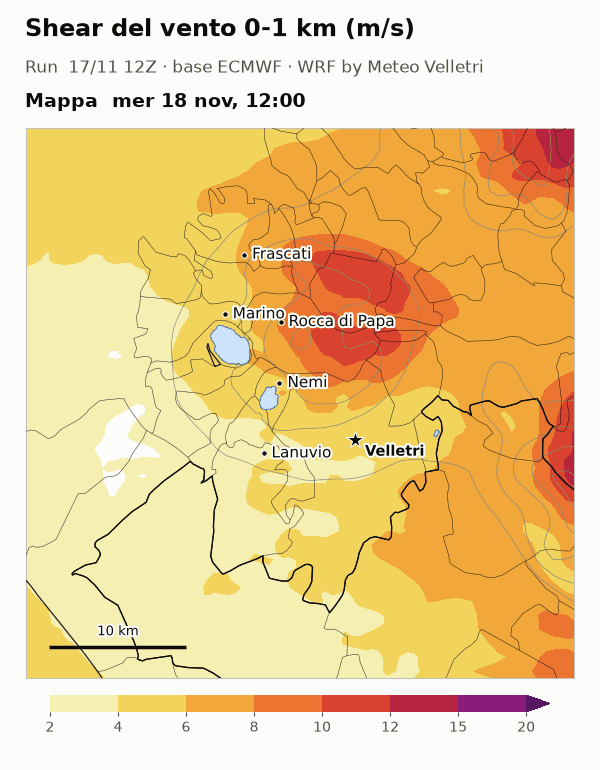 Shear del vento 0-1 km (m/s)
Run  17/11 12Z · base ECMWF · WRF by Meteo Velletri
Mappa  mer 18 nov, 12:00
Frascati
Marino
Rocca di Papa
Nemi
Velletri
Lanuvio
10 km
2 4 6 8 10 12 15 20